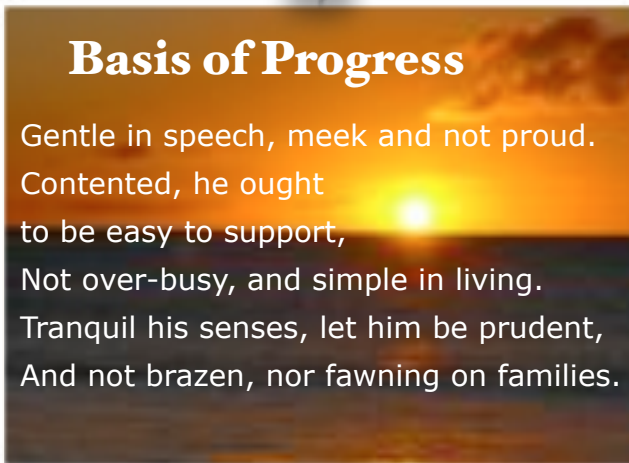 Basis of Progress
Gentle in speech, meek and not proud.
Contented, he ought
to be easy to support,
Not over-busy, and simple in living.
Tranquil his senses, let him be prudent,
And not brazen, nor fawning on families.